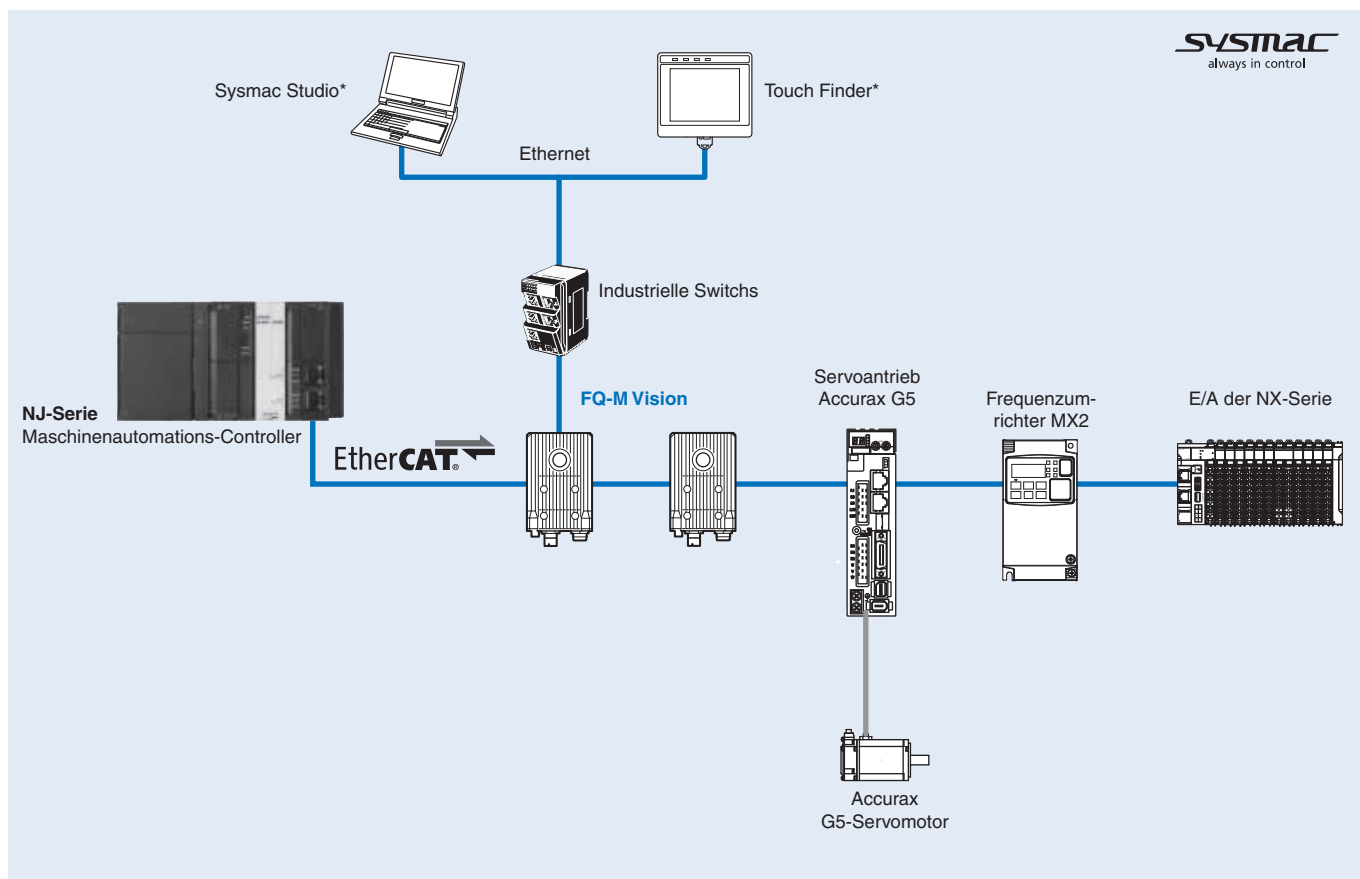 sysmac
always in control
Sysmac Studio*
Touch Finder*
Ethernet
Industrielle Switchs
NJ-Serie
Maschinenautomations-Controller
EtherCAT®
FQ-M Vision
Servoantrieb
Accurax G5
Frequenzum-
richter MX2
E/A der NX-Serie
Accurax
G5-Servomotor